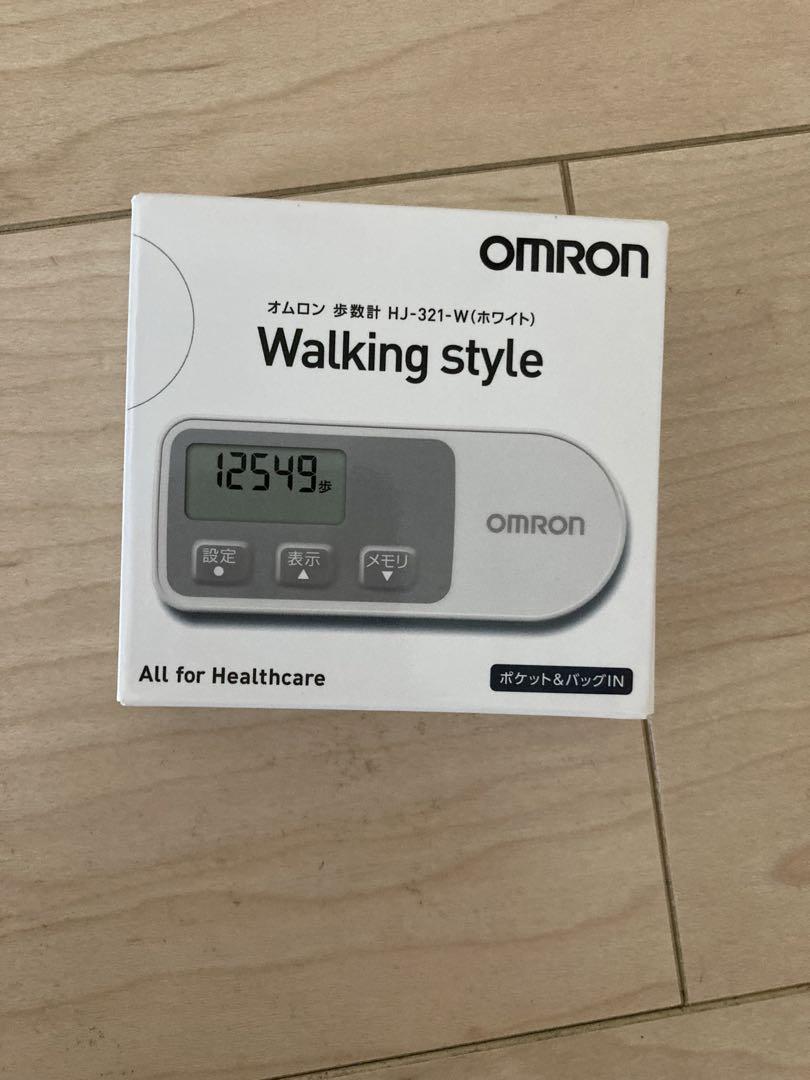 OMRON
オムロン 歩数計 HJ-321-W(ホワイト)
Walking style
12549歩
OMRON
設定 表示 メモリ
● ▲ ▼
All for Healthcare
ポケット&バッグIN